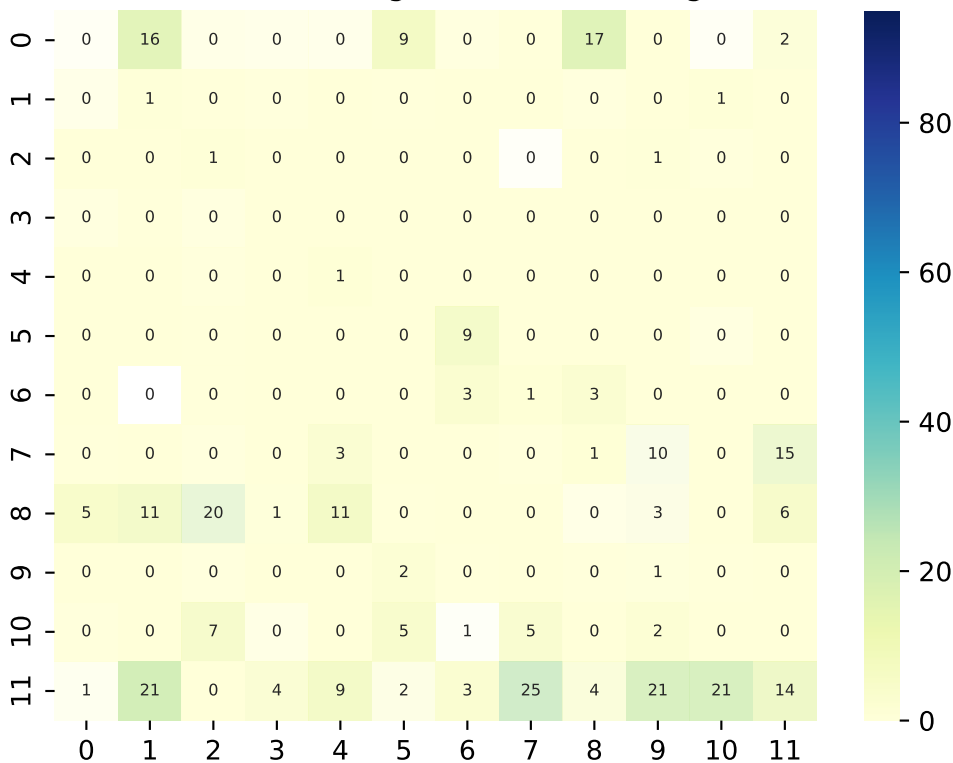 0 0 16 0 0 0 9 0 0 17 0 0 2
1 0 1 0 0 0 0 0 0 0 0 1 0
80
2 0 0 1 0 0 0 0 0 0 1 0 0
3 0 0 0 0 0 0 0 0 0 0 0 0
60
4 0 0 0 0 1 0 0 0 0 0 0 0
5 0 0 0 0 0 0 9 0 0 0 0 0
6 0 0 0 0 0 0 3 1 3 0 0 0
40
7 0 0 0 0 3 0 0 0 1 10 0 15
8 5 11 20 1 11 0 0 0 0 3 0 6
20
9 0 0 0 0 0 2 0 0 0 1 0 0
10 0 0 7 0 0 5 1 5 0 2 0 0
11 1 21 0 4 9 2 3 25 4 21 21 14
0
0 1 2 3 4 5 6 7 8 9 10 11